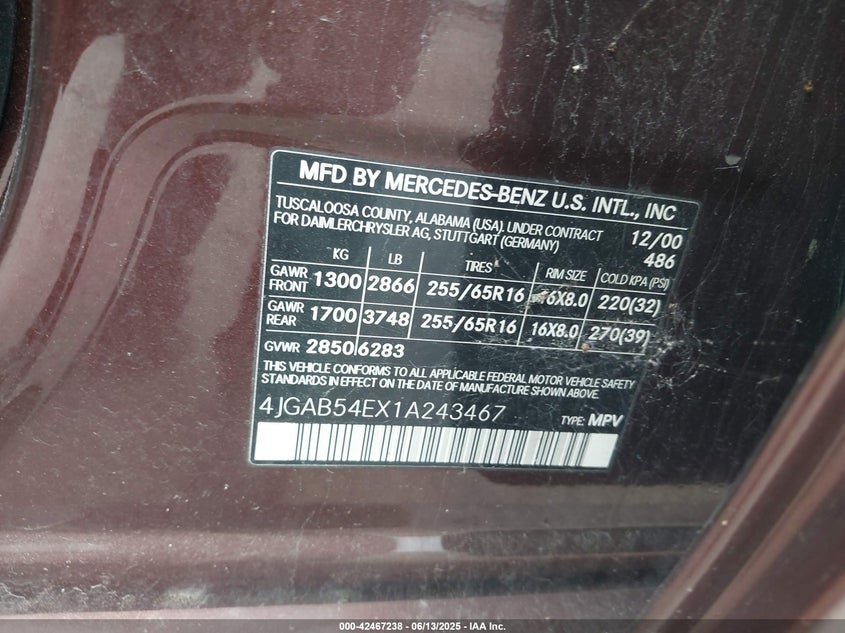 MFD BY MERCEDES-BENZ U.S. INTL., INC
TUSCALOOSA COUNTY, ALABAMA (USA). UNDER CONTRACT 12/00
FOR DAIMLERCHRYSLER AG, STUTTGART (GERMANY) 486
KG LB TIRES RIM SIZE COLD KPA (PSI)
GAWR FRONT 1300 2866 255/65R16 16X8.0 220(32)
GAWR REAR 1700 3748 255/65R16 16X8.0 270(39)
GVWR 2850 6283
THIS VEHICLE CONFORMS TO ALL APPLICABLE FEDERAL MOTOR VEHICLE SAFETY
STANDARDS IN EFFECT ON THE DATE OF MANUFACTURE SHOWN ABOVE.
4JGAB54EX1A243467 TYPE: MPV
000-42467238 - 06/13/2025 - IAA Inc.